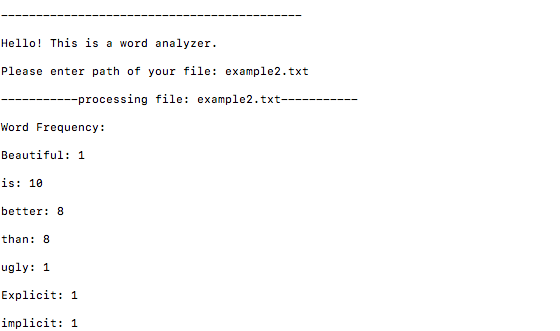 -------------------------------------------
Hello! This is a word analyzer.
Please enter path of your file: example2.txt
-----------processing file: example2.txt-----------
Word Frequency:
Beautiful: 1
is: 10
better: 8
than: 8
ugly: 1
Explicit: 1
implicit: 1